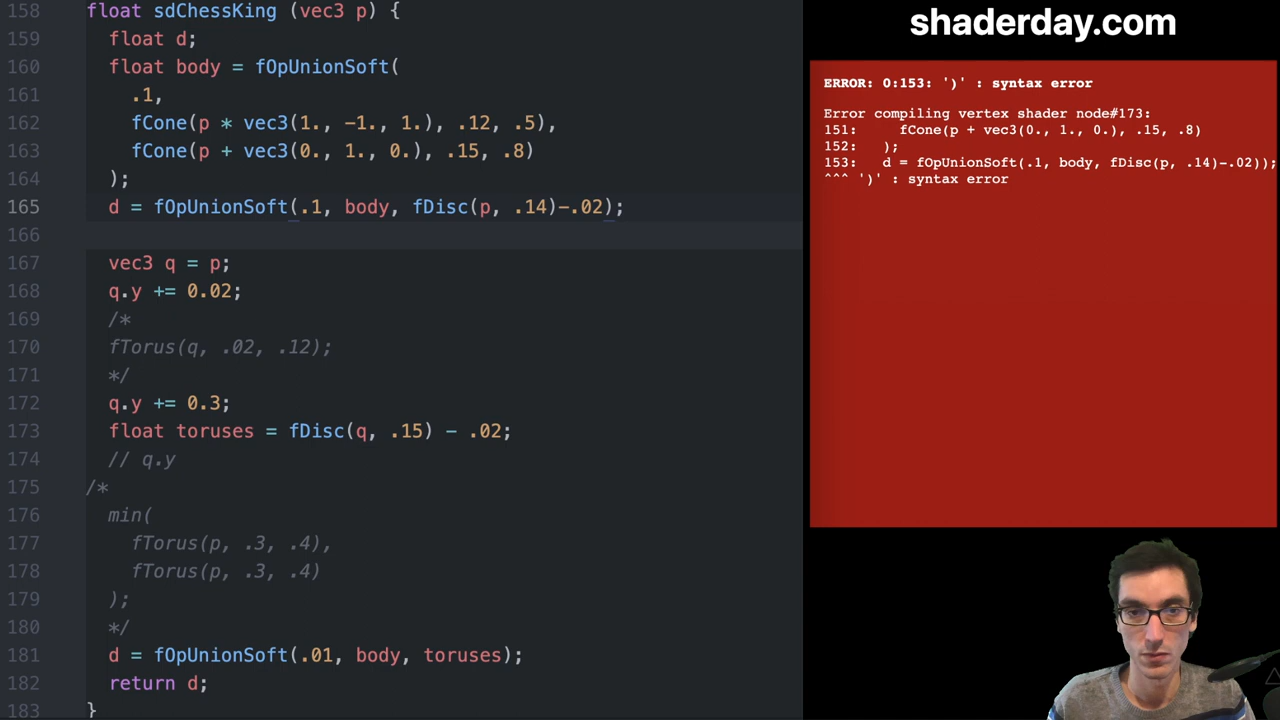 158 float sdChessKing (vec3 p) {
159 float d;
160 float body = fOpUnionSoft(
161 .1,
162 fCone(p * vec3(1., -1., 1.), .12, .5),
163 fCone(p + vec3(0., 1., 0.), .15, .8)
164 );
165 d = fOpUnionSoft(.1, body, fDisc(p, .14)-.02);
166
167 vec3 q = p;
168 q.y += 0.02;
169 /*
170 fTorus(q, .02, .12);
171 */
172 q.y += 0.3;
173 float toruses = fDisc(q, .15) - .02;
174 // q.y
175 /*
176 min(
177 fTorus(p, .3, .4),
178 fTorus(p, .3, .4)
179 );
180 */
181 d = fOpUnionSoft(.01, body, toruses);
182 return d;
183 }
shaderday.com
ERROR: 0:153: ')' : syntax error
Error compiling vertex shader node#173:
151: fCone(p + vec3(0., 1., 0.), .15, .8)
152: );
153: d = fOpUnionSoft(.1, body, fDisc(p, .14)-.02));
^^^ ')' : syntax error